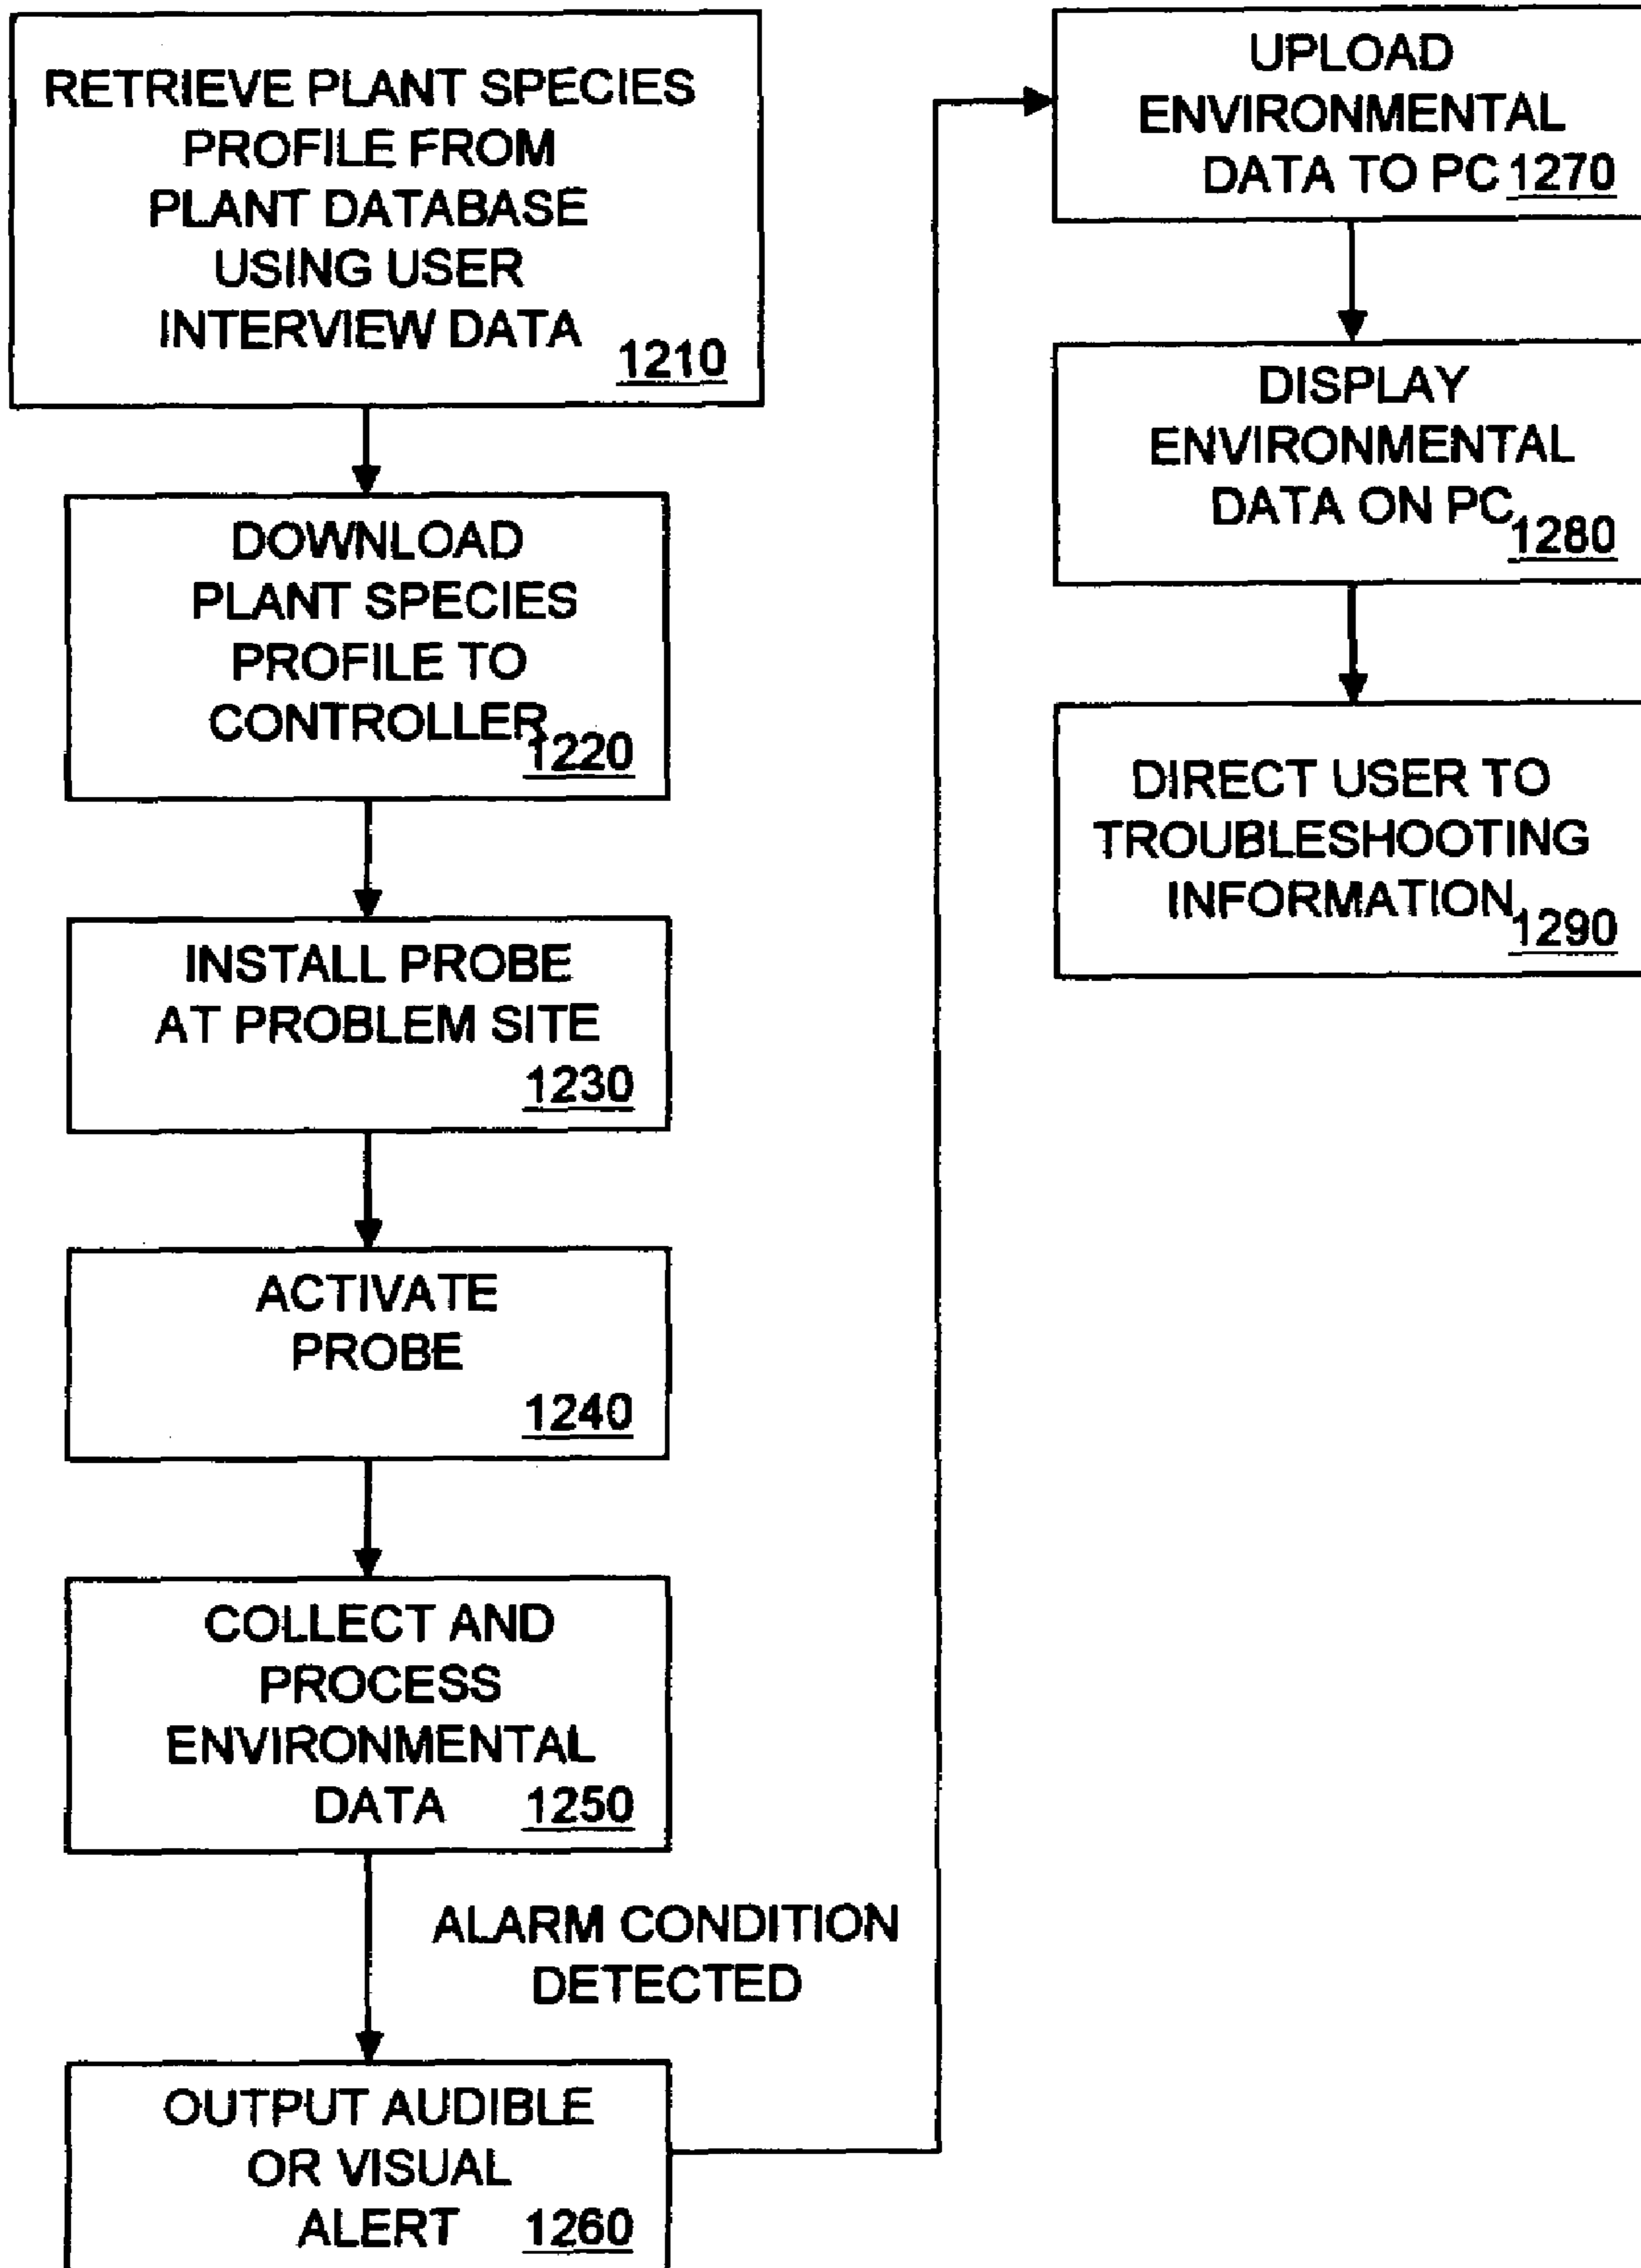 RETRIEVE PLANT SPECIES
PROFILE FROM
PLANT DATABASE
USING USER
INTERVIEW DATA
1210
DOWNLOAD
PLANT SPECIES
PROFILE TO
CONTROLLER
1220
INSTALL PROBE
AT PROBLEM SITE
1230
ACTIVATE
PROBE
1240
COLLECT AND
PROCESS
ENVIRONMENTAL
DATA 1250
ALARM CONDITION
DETECTED
OUTPUT AUDIBLE
OR VISUAL
ALERT 1260
UPLOAD
ENVIRONMENTAL
DATA TO PC 1270
DISPLAY
ENVIRONMENTAL
DATA ON PC
1280
DIRECT USER TO
TROUBLESHOOTING
INFORMATION
1290